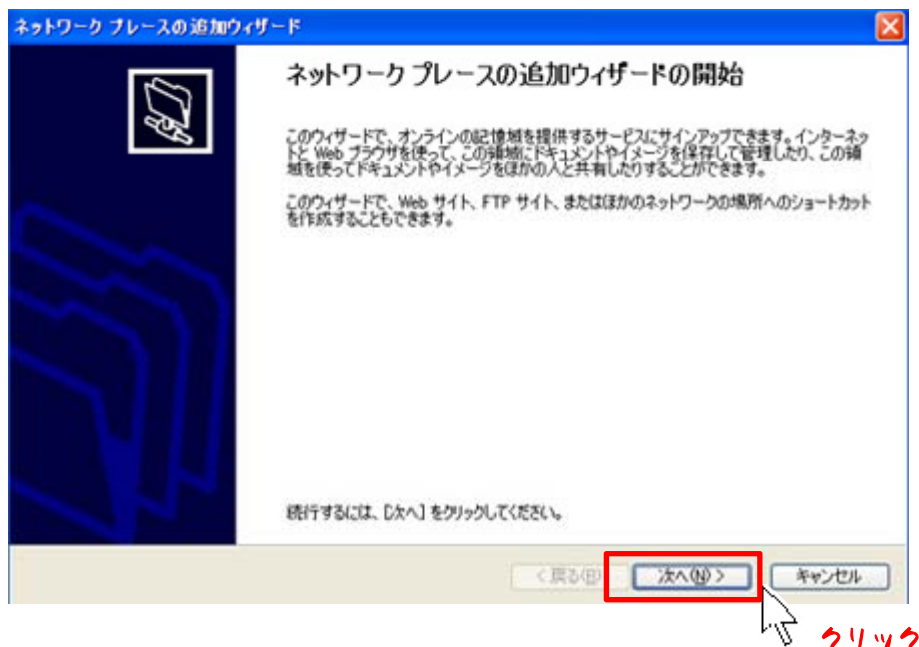 ネットワーク プレースの追加ウィザード
ネットワーク プレースの追加ウィザードの開始
このウィザードで、オンラインの記憶域を提供するサービスにサインアップできます。インターネッ
トと Web ブラウザを使って、この領域にドキュメントやイメージを保存して管理したり、この領
域を使ってドキュメントやイメージをほかの人と共有したりすることができます。
このウィザードで、Web サイト、FTP サイト、またはほかのネットワークの場所へのショートカット
を作成することもできます。
続行するには、[次へ] をクリックしてください。
< 戻る(B) 次へ(N) > キャンセル
クリック